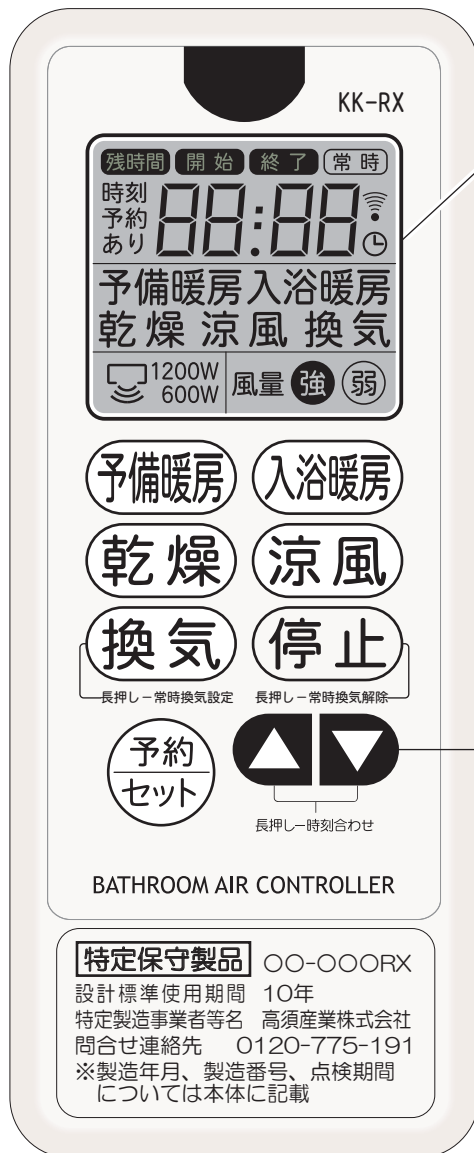 KK-RX
残時間 開始 終了 常時
時刻 88:88
予約
あり
予備暖房 入浴暖房
乾燥 涼風 換気
1200W 風量 強 弱
600W
予備暖房 入浴暖房
乾燥 涼風
換気 停止
長押し-常時換気設定 長押し-常時換気解除
予約 ▲ ▼
セット
長押し-時刻合わせ
BATHROOM AIR CONTROLLER
特定保守製品 OO-OOORX
設計標準使用期間 10年
特定製造事業者等名 高須産業株式会社
問合せ連絡先 0120-775-191
※製造年月、製造番号、点検期間
については本体に記載